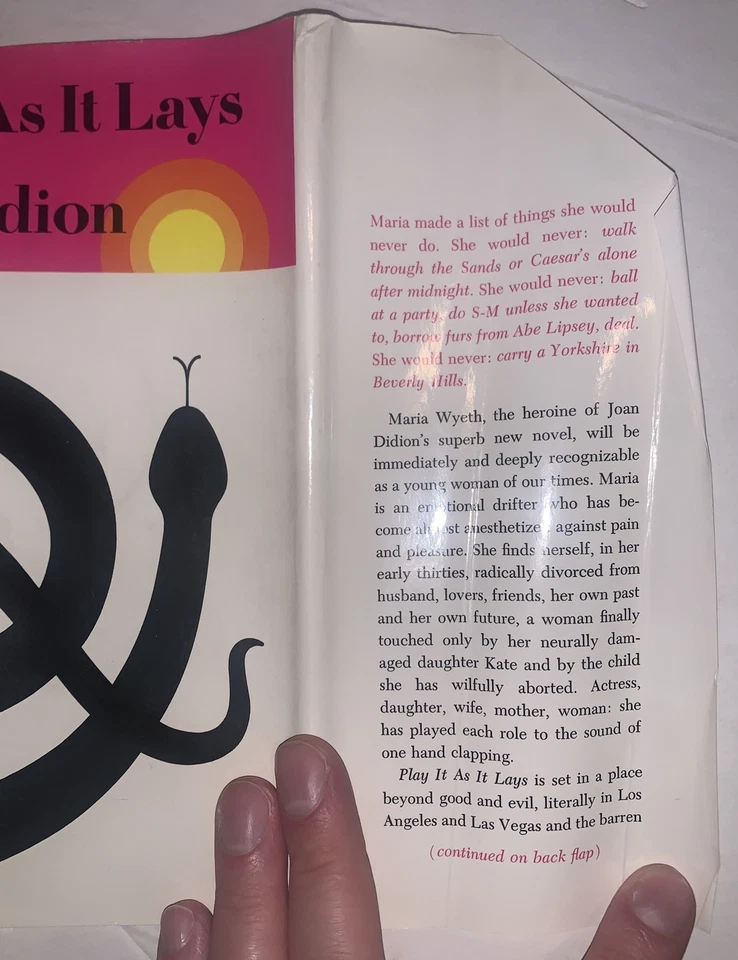 As It Lays
dion
Maria made a list of things she would
never do. She would never: walk
through the Sands or Caesar's alone
after midnight. She would never: ball
at a party, do S-M unless she wanted
to, borrow furs from Abe Lipsey, deal.
She would never: carry a Yorkshire in
Beverly Hills.
Maria Wyeth, the heroine of Joan
Didion's superb new novel, will be
immediately and deeply recognizable
as a young woman of our times. Maria
is an emotional drifter who has be-
come almost anesthetized against pain
and pleasure. She finds herself, in her
early thirties, radically divorced from
husband, lovers, friends, her own past
and her own future, a woman finally
touched only by her neurally dam-
aged daughter Kate and by the child
she has wilfully aborted. Actress,
daughter, wife, mother, woman: she
has played each role to the sound of
one hand clapping.
Play It As It Lays is set in a place
beyond good and evil, literally in Los
Angeles and Las Vegas and the barren
(continued on back flap)